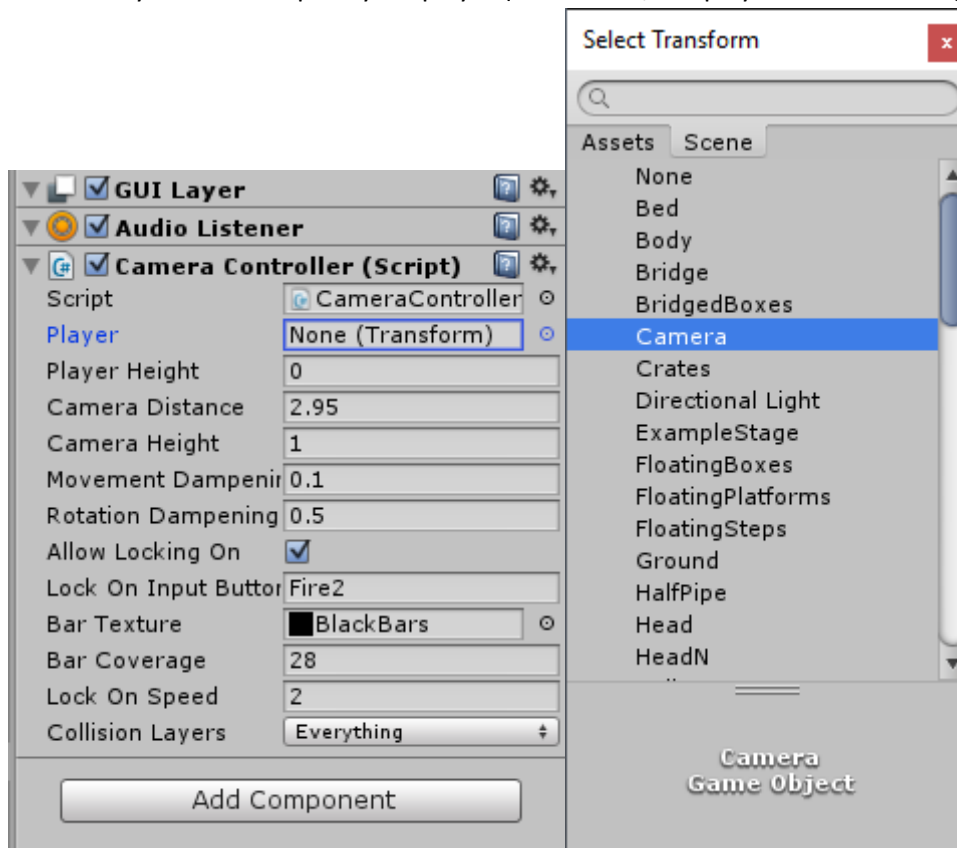 Select Transform
x
Assets Scene
None
Bed
Body
Bridge
BridgedBoxes
Camera
Crates
Directional Light
ExampleStage
FloatingBoxes
FloatingPlatforms
FloatingSteps
Ground
HalfPipe
Head
HeadN
Camera
Game Object
GUI Layer
Audio Listener
Camera Controller (Script)
Script CameraController
Player None (Transform)
Player Height 0
Camera Distance 2.95
Camera Height 1
Movement Dampenin 0.1
Rotation Dampening 0.5
Allow Locking On
Lock On Input Button Fire2
Bar Texture BlackBars
Bar Coverage 28
Lock On Speed 2
Collision Layers Everything
Add Component